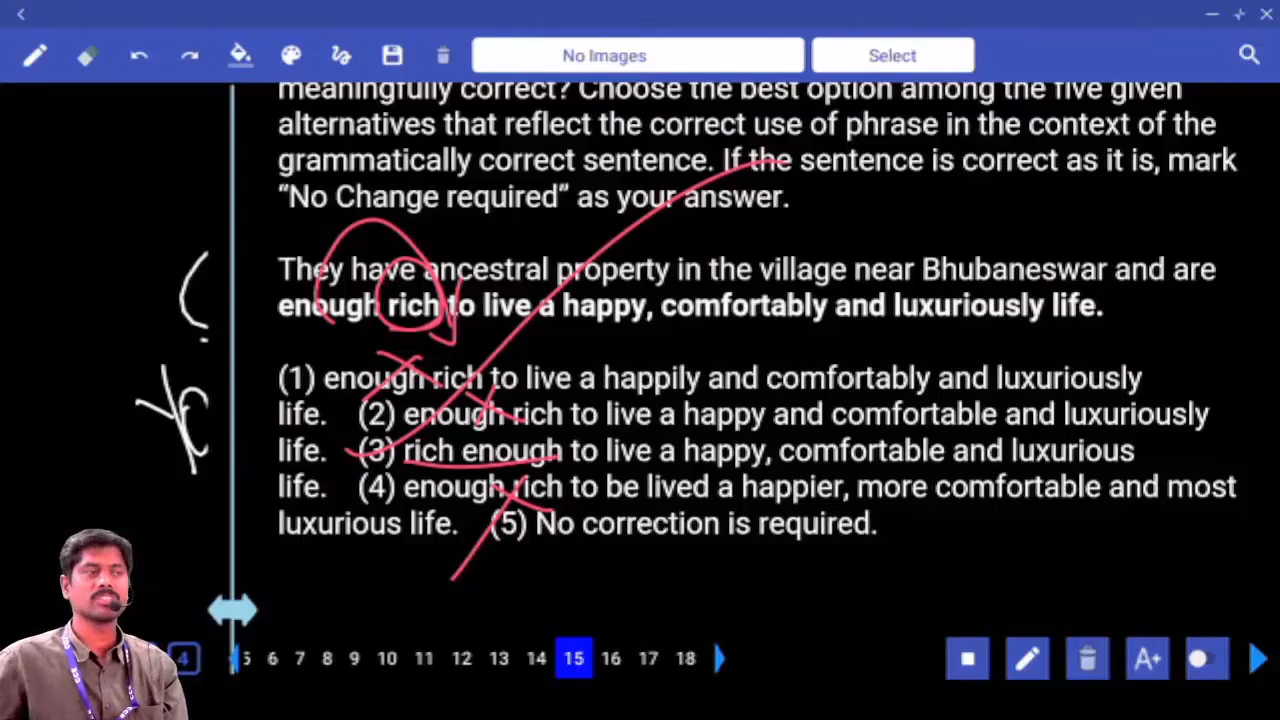 No Images
Select
meaningfully correct? Choose the best option among the five given
alternatives that reflect the correct use of phrase in the context of the
grammatically correct sentence. If the sentence is correct as it is, mark
“No Change required” as your answer.
They have ancestral property in the village near Bhubaneswar and are
enough rich to live a happy, comfortably and luxuriously life.
(1) enough rich to live a happily and comfortably and luxuriously
life. (2) enough rich to live a happy and comfortable and luxuriously
life. (3) rich enough to live a happy, comfortable and luxurious
life. (4) enough rich to be lived a happier, more comfortable and most
luxurious life. (5) No correction is required.
4 5 6 7 8 9 10 11 12 13 14 15 16 17 18 A+